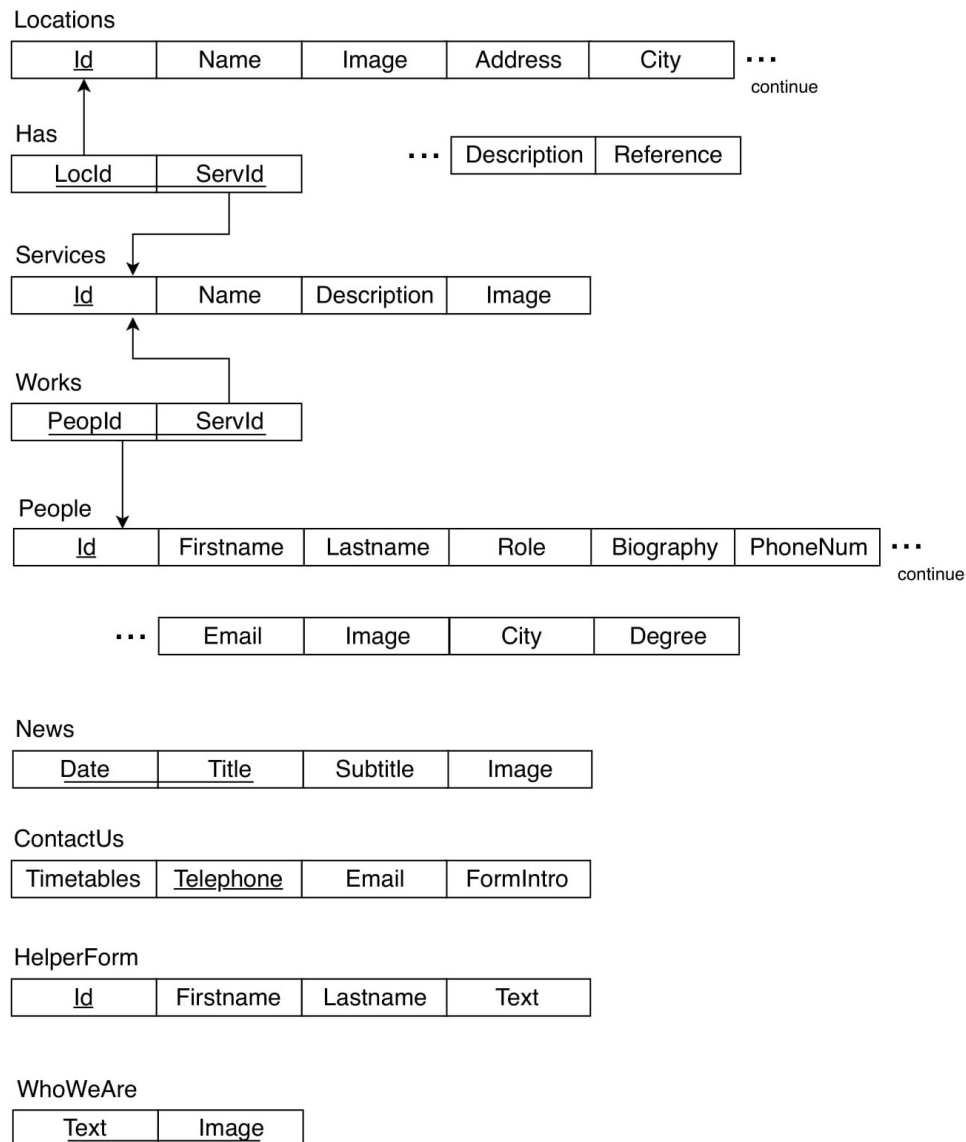 Locations
Id Name Image Address City ...
continue
Has
... Description Reference
LocId ServId
Services
Id Name Description Image
Works
PeopId ServId
People
Id Firstname Lastname Role Biography PhoneNum ...
continue
... Email Image City Degree
News
Date Title Subtitle Image
ContactUs
Timetables Telephone Email FormIntro
HelperForm
Id Firstname Lastname Text
WhoWeAre
Text Image